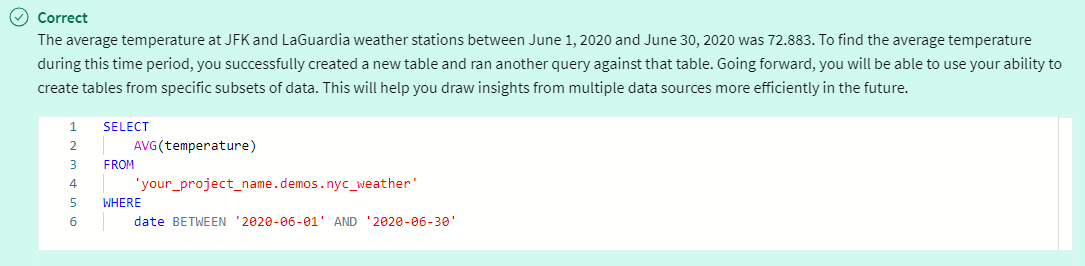 Correct
The average temperature at JFK and LaGuardia weather stations between June 1, 2020 and June 30, 2020 was 72.883. To find the average temperature
during this time period, you successfully created a new table and ran another query against that table. Going forward, you will be able to use your ability to
create tables from specific subsets of data. This will help you draw insights from multiple data sources more efficiently in the future.
1 SELECT
2 AVG(temperature)
3 FROM
4 'your_project_name.demos.nyc_weather'
5 WHERE
6 date BETWEEN '2020-06-01' AND '2020-06-30'